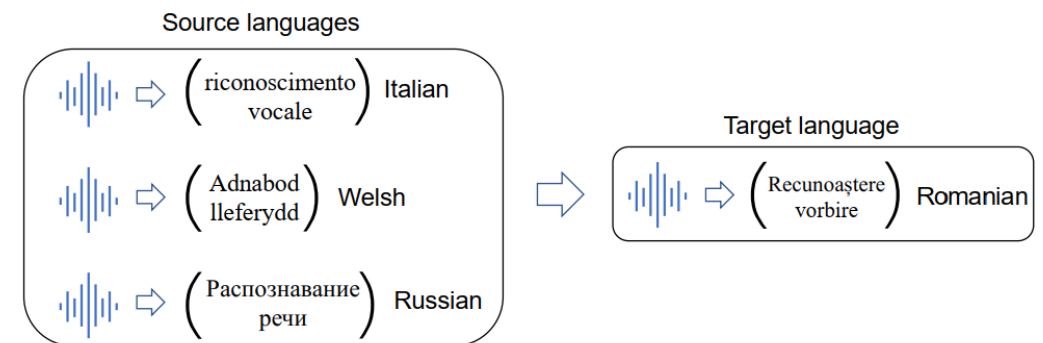 Source languages
riconoscimento
vocale
Italian
Adnabod
lleferydd
Welsh
Распознавание
речи
Russian
Target language
Recunoaștere
vorbire
Romanian